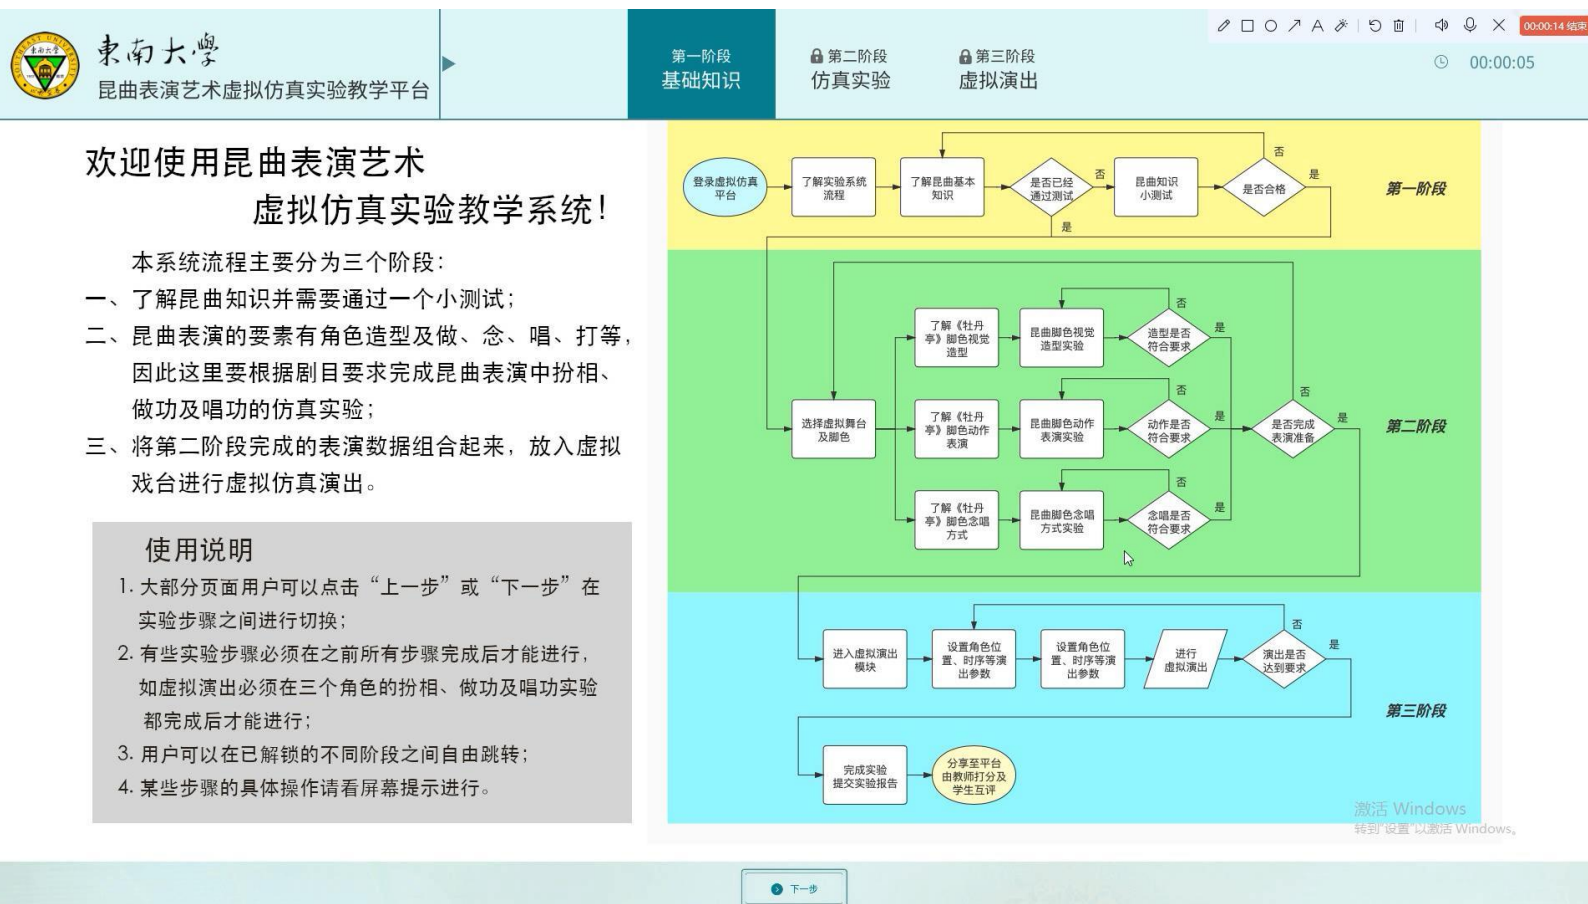 00:00:14 结束
東南大學
昆曲表演艺术虚拟仿真实验教学平台
第一阶段
基础知识
第二阶段
仿真实验
第三阶段
虚拟演出
00:00:05
欢迎使用昆曲表演艺术
虚拟仿真实验教学系统！
本系统流程主要分为三个阶段：
一、了解昆曲知识并需要通过一个小测试；
二、昆曲表演的要素有角色造型及做、念、唱、打等，
因此这里要根据剧目要求完成昆曲表演中扮相、
做功及唱功的仿真实验；
三、将第二阶段完成的表演数据组合起来，放入虚拟
戏台进行虚拟仿真演出。
使用说明
1. 大部分页面用户可以点击“上一步”或“下一步”在
实验步骤之间进行切换；
2. 有些实验步骤必须在之前所有步骤完成后才能进行，
如虚拟演出必须在三个角色的扮相、做功及唱功实验
都完成后才能进行；
3. 用户可以在已解锁的不同阶段之间自由跳转；
4. 某些步骤的具体操作请看屏幕提示进行。
登录虚拟仿真
平台
了解实验系统
流程
了解昆曲基本
知识
是否已经
通过测试
否
是
昆曲知识
小测试
是否合格
否
是
第一阶段
选择虚拟舞台
及脚色
了解《牡丹
亭》脚色视觉
造型
昆曲脚色视觉
造型实验
造型是否
符合要求
否
是
了解《牡丹
亭》脚色动作
表演
昆曲脚色动作
表演实验
动作是否
符合要求
否
是
了解《牡丹
亭》脚色念唱
方式
昆曲脚色念唱
方式实验
念唱是否
符合要求
否
是
是否完成
表演准备
否
是
第二阶段
进入虚拟演出
模块
设置角色位
置、时序等演
出参数
设置角色位
置、时序等演
出参数
进行
虚拟演出
演出是否
达到要求
否
是
第三阶段
完成实验
提交实验报告
分享至平台
由教师打分及
学生互评
激活 Windows
转到"设置"以激活 Windows。
下一步